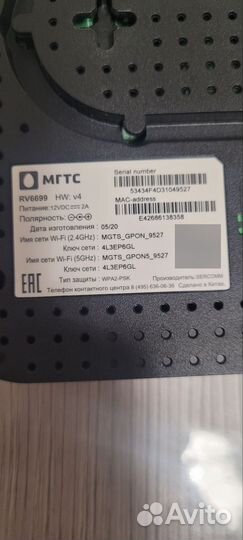 МГТС
Serial number
53434F4D31049527
RV6699 HW: v4
MAC-address
Питание: 12VDC 2A
E42686138358
Полярность:
Дата изготовления : 05/20
Имя сети Wi-Fi (2.4GHz) : MGTS_GPON_9527
Ключ сети : 4L3EP6GL
Имя сети Wi-Fi (5GHz) : MGTS_GPON5_9527
Ключ сети : 4L3EP6GL
Тип защиты : WPA2-PSK
Производитель: SERCOMM
EAC
Телефон контактного центра 8 (495) 636-06-36 Сделано в Китае.
Avito